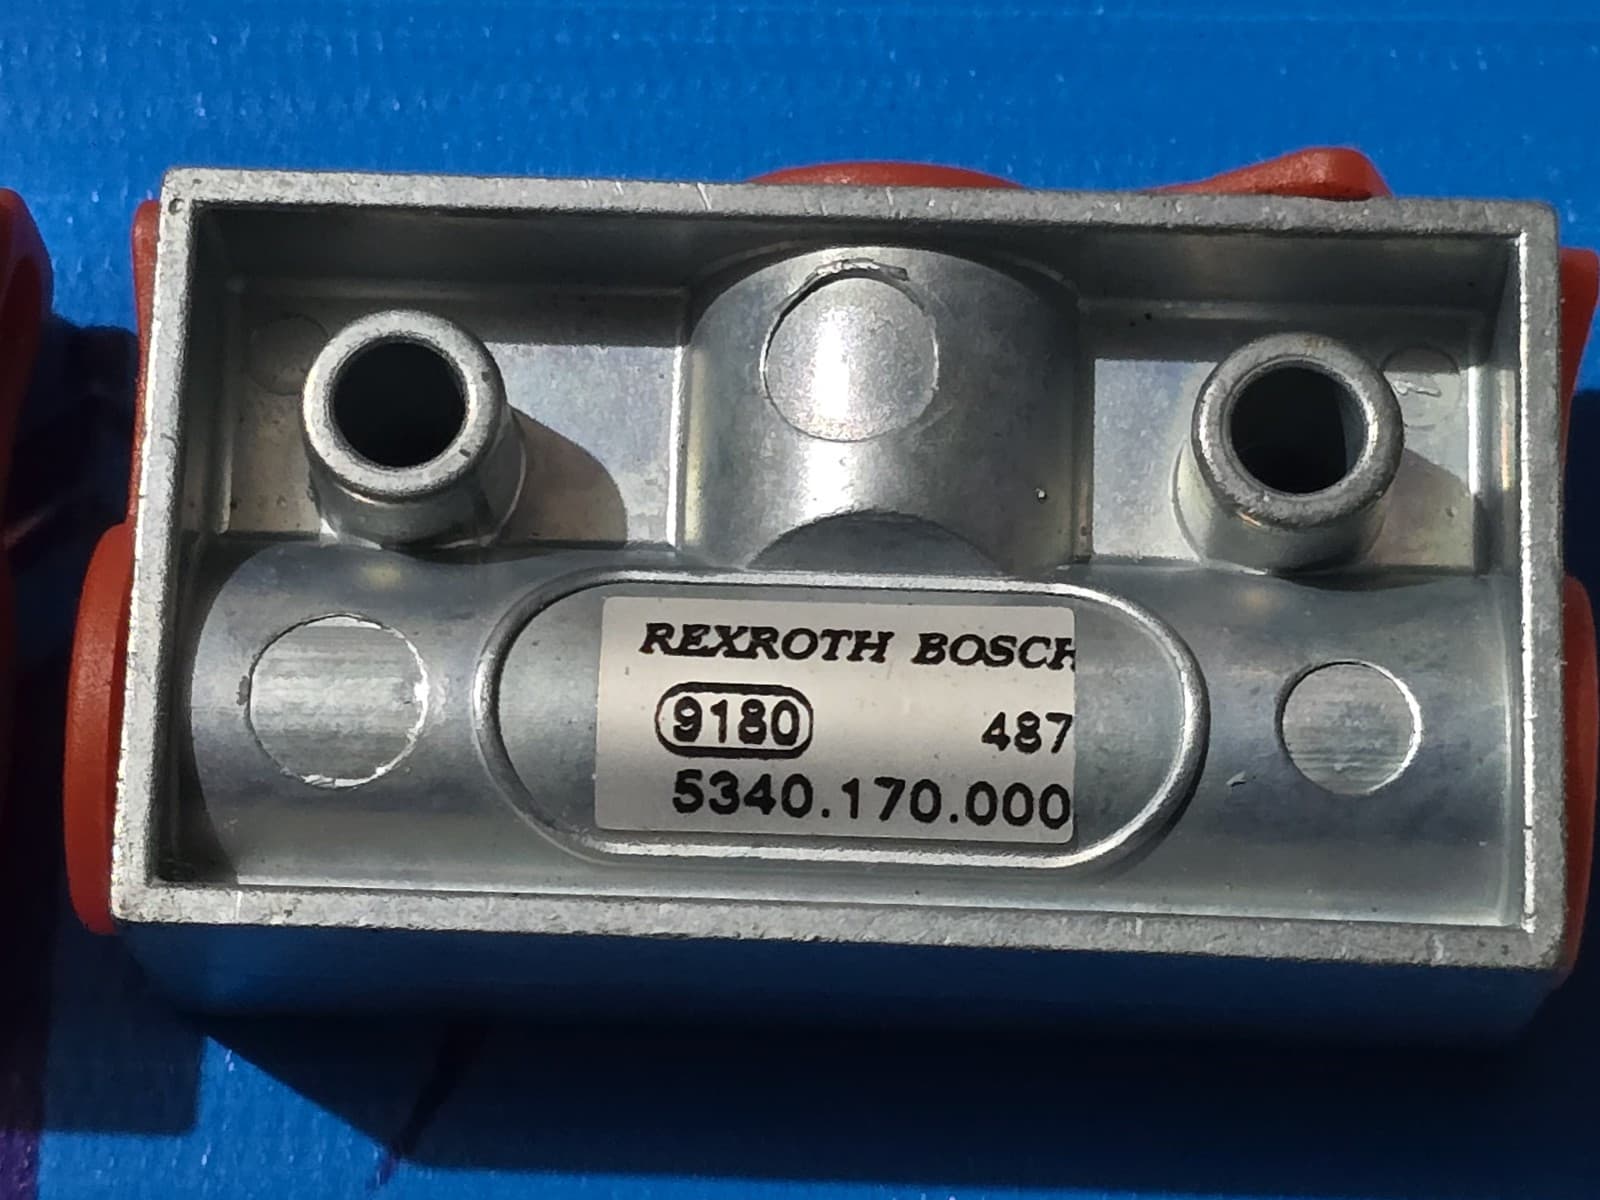 REXROTH BOSCH
9180 487
5340.170.000